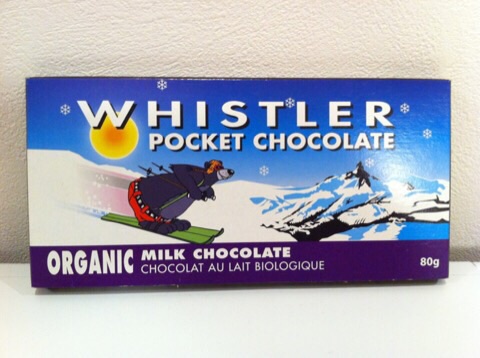 WHISTLER
POCKET CHOCOLATE
ORGANIC MILK CHOCOLATE
CHOCOLAT AU LAIT BIOLOGIQUE
80g